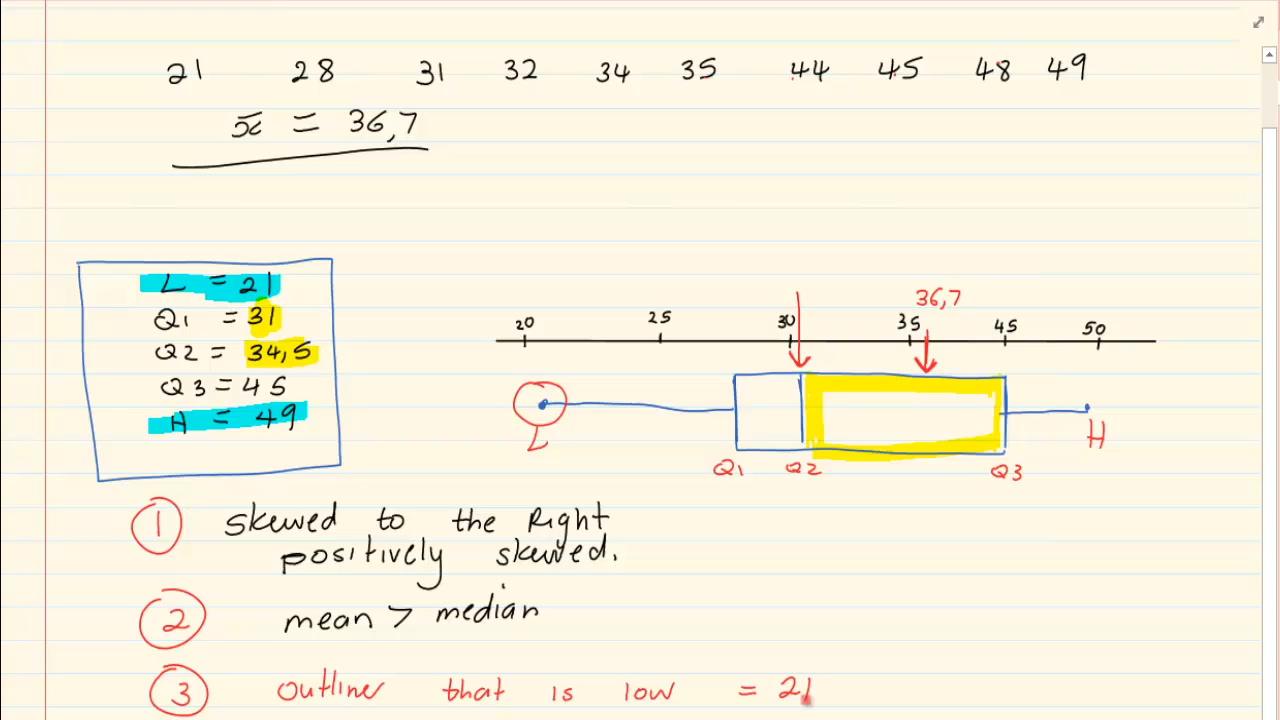 21 28 31 32 34 35 44 45 48 49
x̄ = 36,7
L = 21
Q1 = 31
Q2 = 34,5
Q3 = 45
H = 49
36,7
20 25 30 35 45 50
L
H
Q1 Q2 Q3
1 skewed to the Right
positively skewed.
2 mean > median
3 outliner that is low = 21